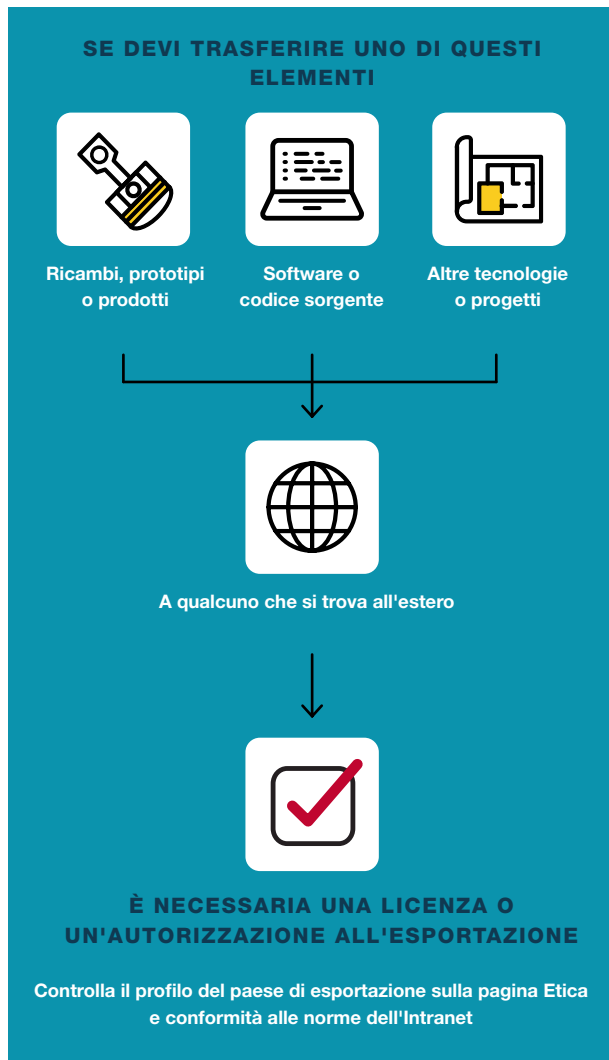 SE DEVI TRASFERIRE UNO DI QUESTI
ELEMENTI
Ricambi, prototipi
o prodotti
Software o
codice sorgente
Altre tecnologie
o progetti
A qualcuno che si trova all'estero
È NECESSARIA UNA LICENZA O
UN'AUTORIZZAZIONE ALL'ESPORTAZIONE
Controlla il profilo del paese di esportazione sulla pagina Etica
e conformità alle norme dell'Intranet